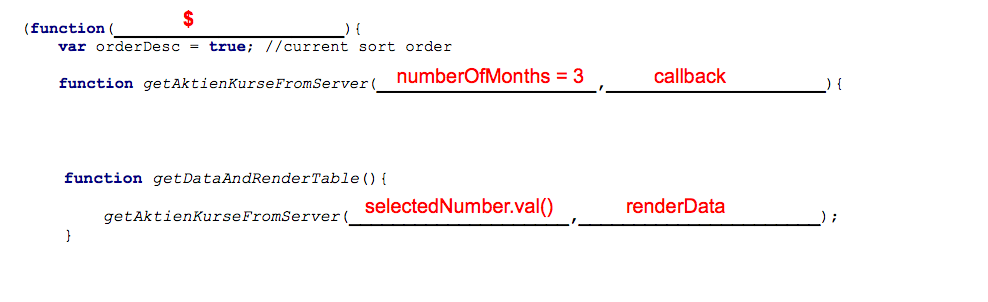 (function( $ ){
var orderDesc = true; //current sort order
function getAktienKurseFromServer( numberOfMonths = 3 , callback ){
function getDataAndRenderTable(){
getAktienKurseFromServer( selectedNumber.val() , renderData );
}